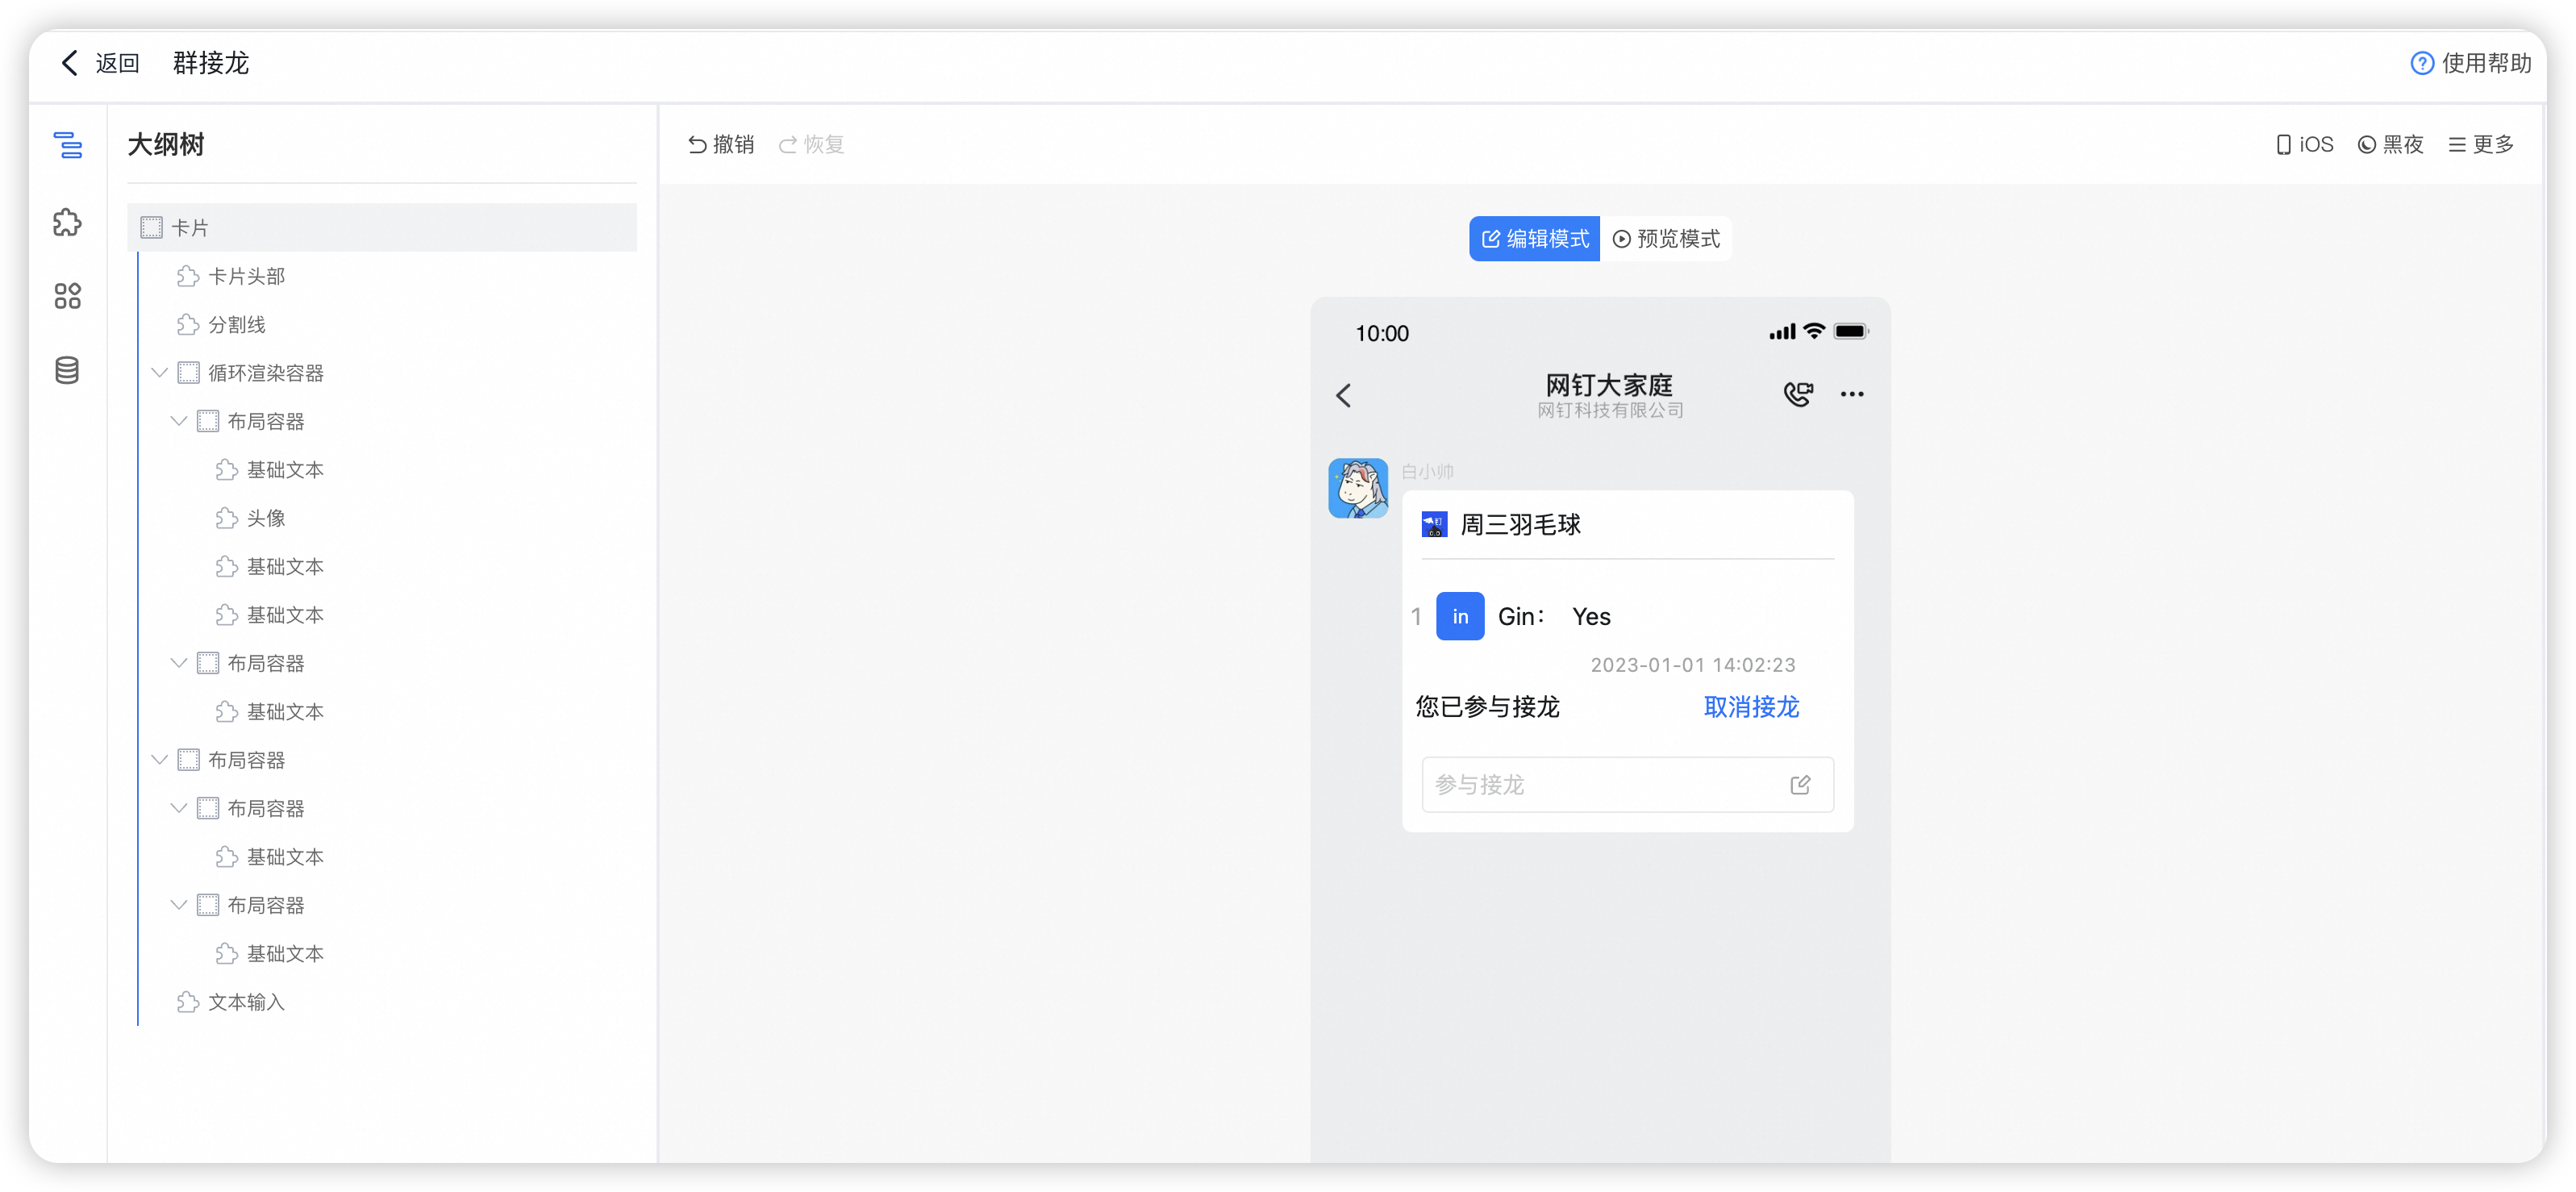 返回 群接龙
使用帮助
大纲树
撤销 恢复
iOS 黑夜 更多
卡片
卡片头部
分割线
循环渲染容器
布局容器
基础文本
头像
基础文本
基础文本
布局容器
基础文本
布局容器
布局容器
基础文本
布局容器
基础文本
文本输入
编辑模式 预览模式
10:00
网钉大家庭
网钉科技有限公司
白小帅
周三羽毛球
1 in Gin： Yes
2023-01-01 14:02:23
您已参与接龙 取消接龙
参与接龙